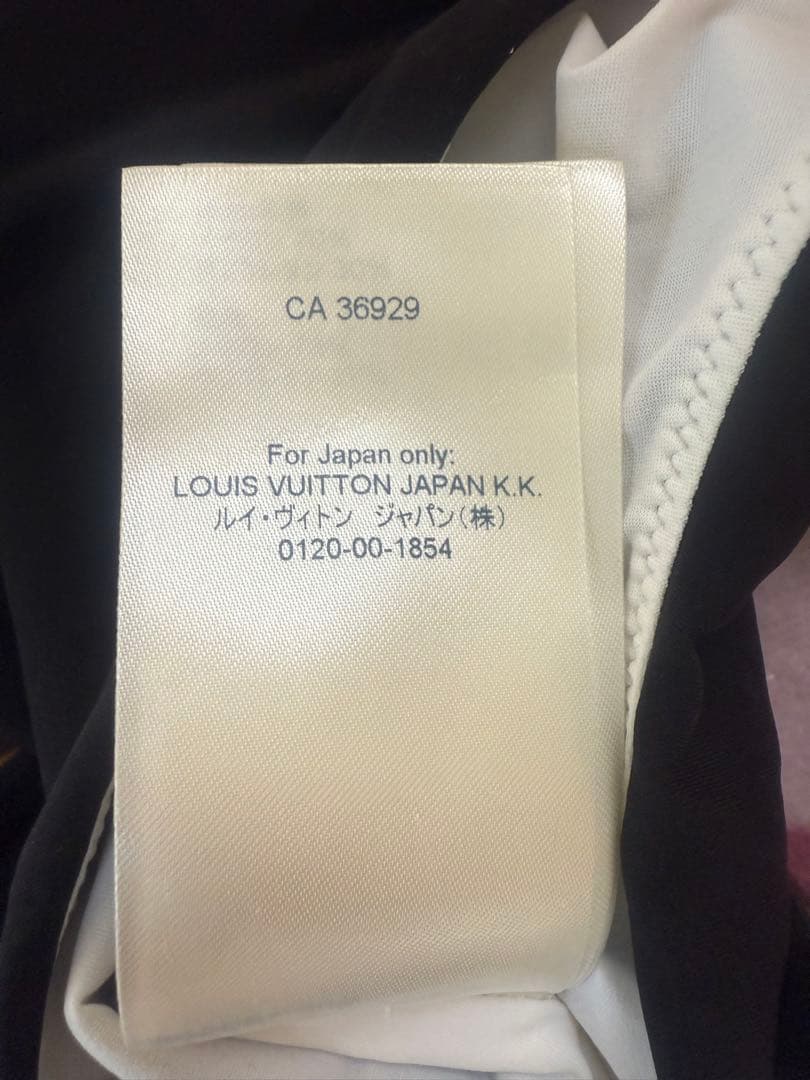 CA 36929
For Japan only:
LOUIS VUITTON JAPAN K.K.
ルイ・ヴィトン ジャパン(株)
0120-00-1854